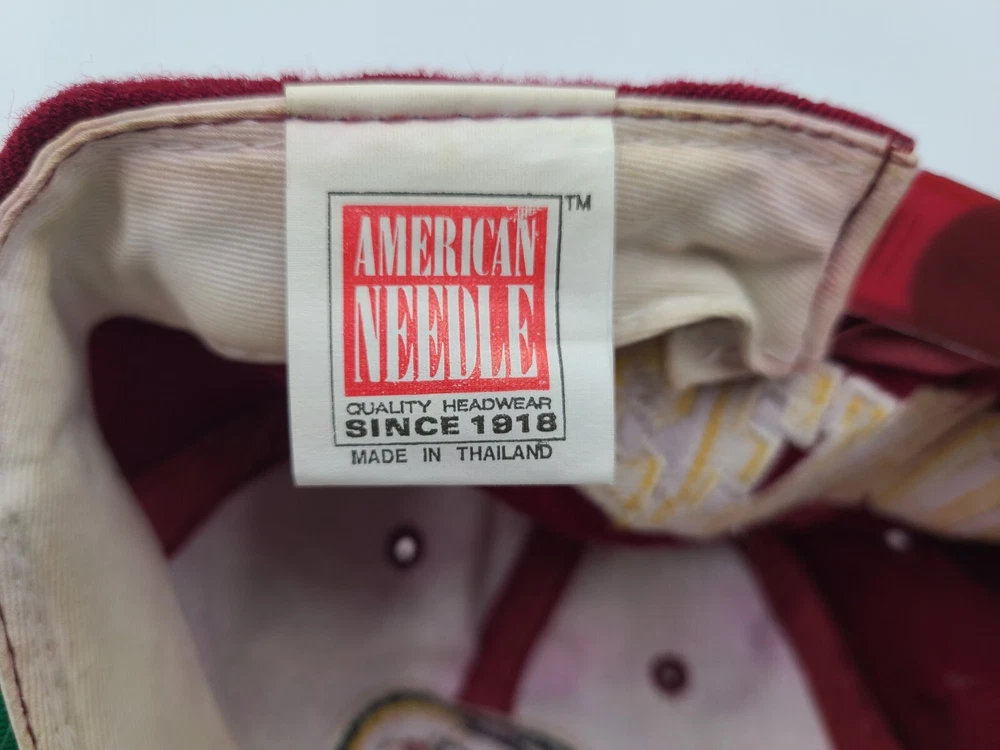 TM
AMERICAN
NEEDLE
QUALITY HEADWEAR
SINCE 1918
MADE IN THAILAND